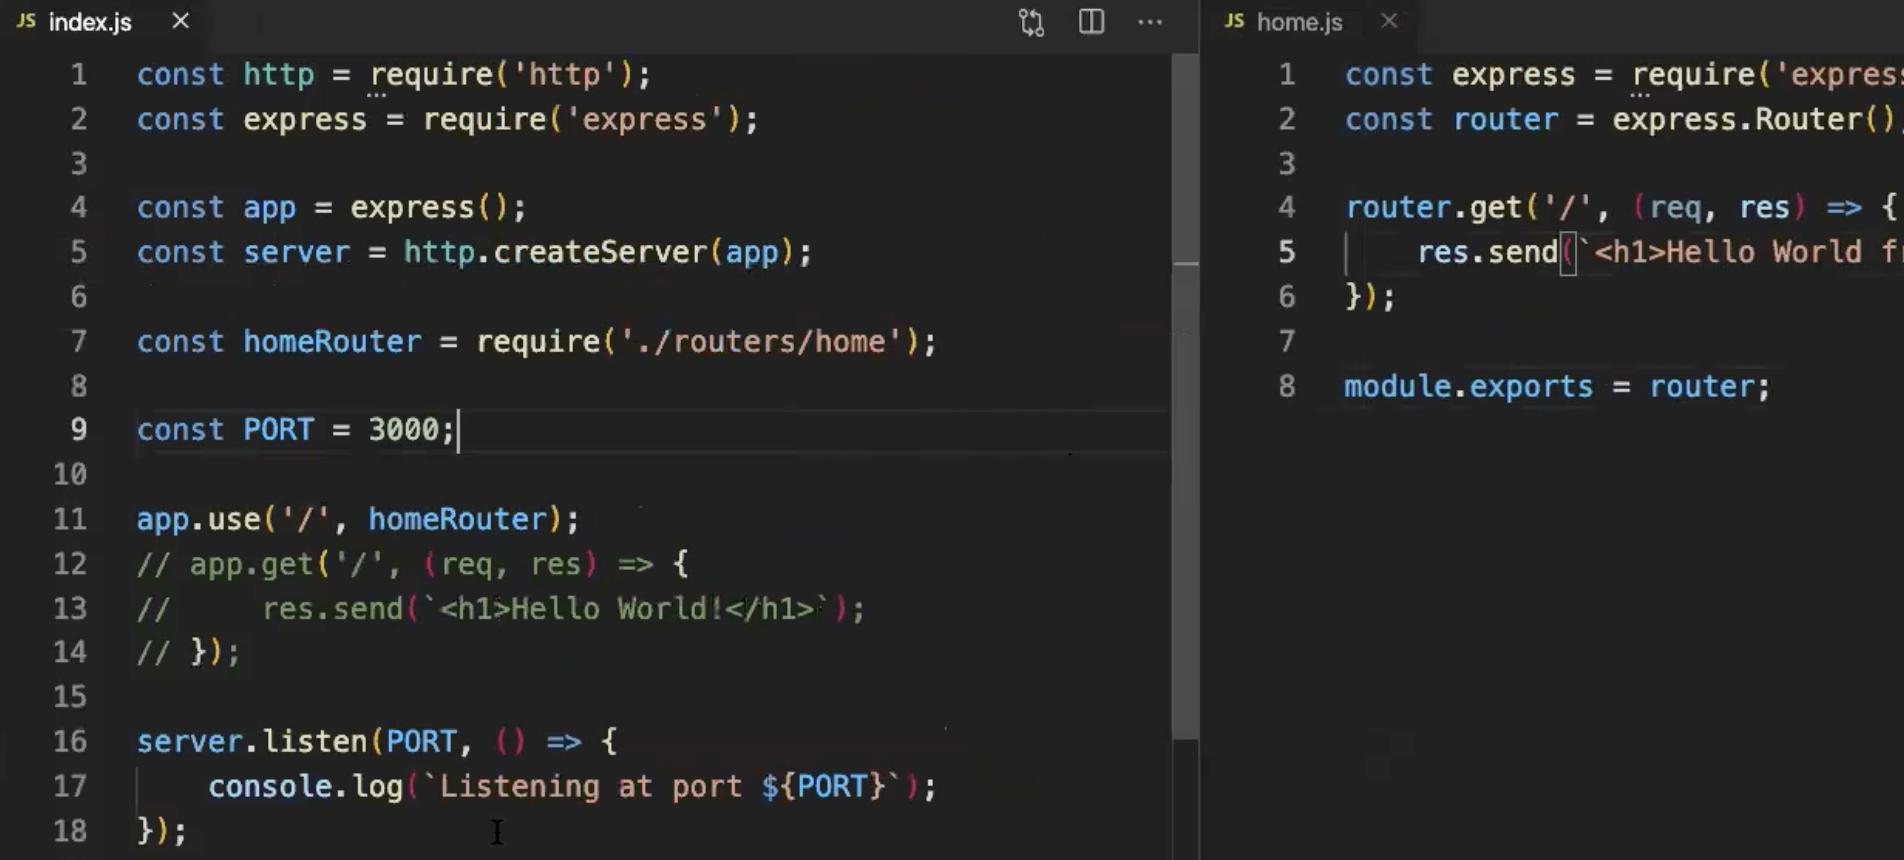 JS index.js ×
1 const http = require('http');
2 const express = require('express');
3
4 const app = express();
5 const server = http.createServer(app);
6
7 const homeRouter = require('./routers/home');
8
9 const PORT = 3000;
10
11 app.use('/', homeRouter);
12 // app.get('/', (req, res) => {
13 //     res.send(`<h1>Hello World!</h1>`);
14 // });
15
16 server.listen(PORT, () => {
17     console.log(`Listening at port ${PORT}`);
18 });
JS home.js ×
1 const express = require('express
2 const router = express.Router()
3
4 router.get('/', (req, res) => {
5     res.send(`<h1>Hello World
6 });
7
8 module.exports = router;